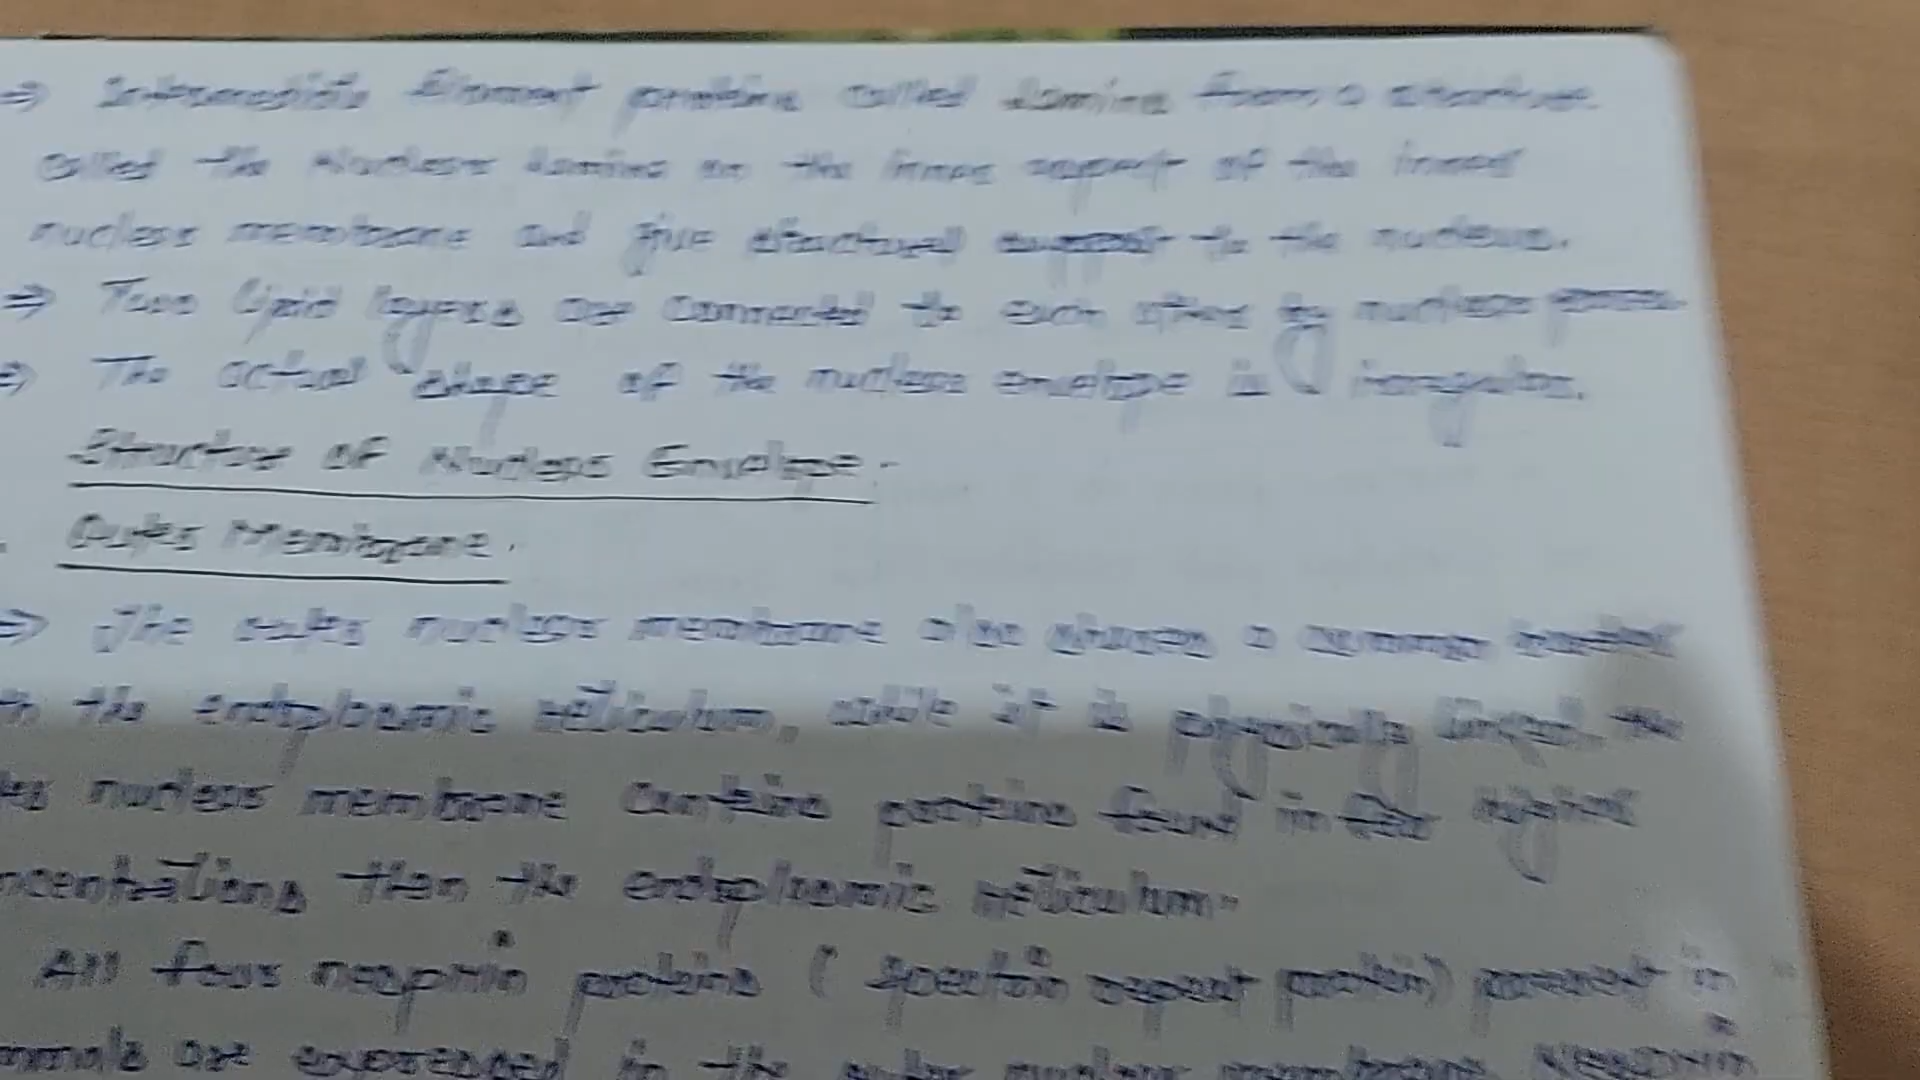 ⇒ Intermediate filament proteins called lamins form a structure
called the Nuclear lamina on the inner aspect of the inner
nuclear membrane and give structural support to the nucleus.
⇒ Two lipid layers are connected to each other by nuclear pores.
⇒ The actual shape of the nuclear envelope is irregular.
Structure of Nuclear Envelope:-
Outer Membrane.
⇒ The outer nuclear membrane also shares a common border
the endoplasmic reticulum, while it is physically linked, the
nuclear membrane contains proteins found in far higher
ncentrations than the endoplasmic reticulum.
All four nesprin proteins ( spectrin repeat protein) present in
mmals are expressed in the outer nuclear membrane. Nesprin